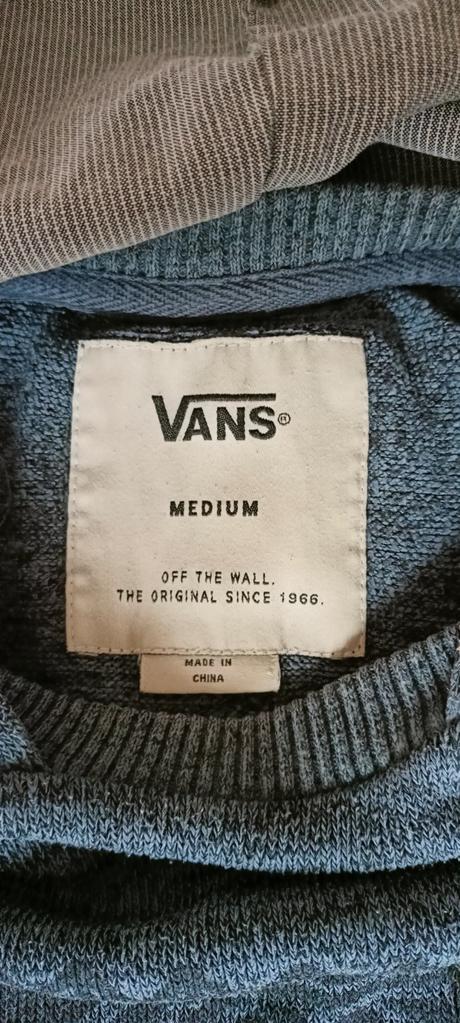 VANS®
MEDIUM
OFF THE WALL.
THE ORIGINAL SINCE 1966.
MADE IN
CHINA